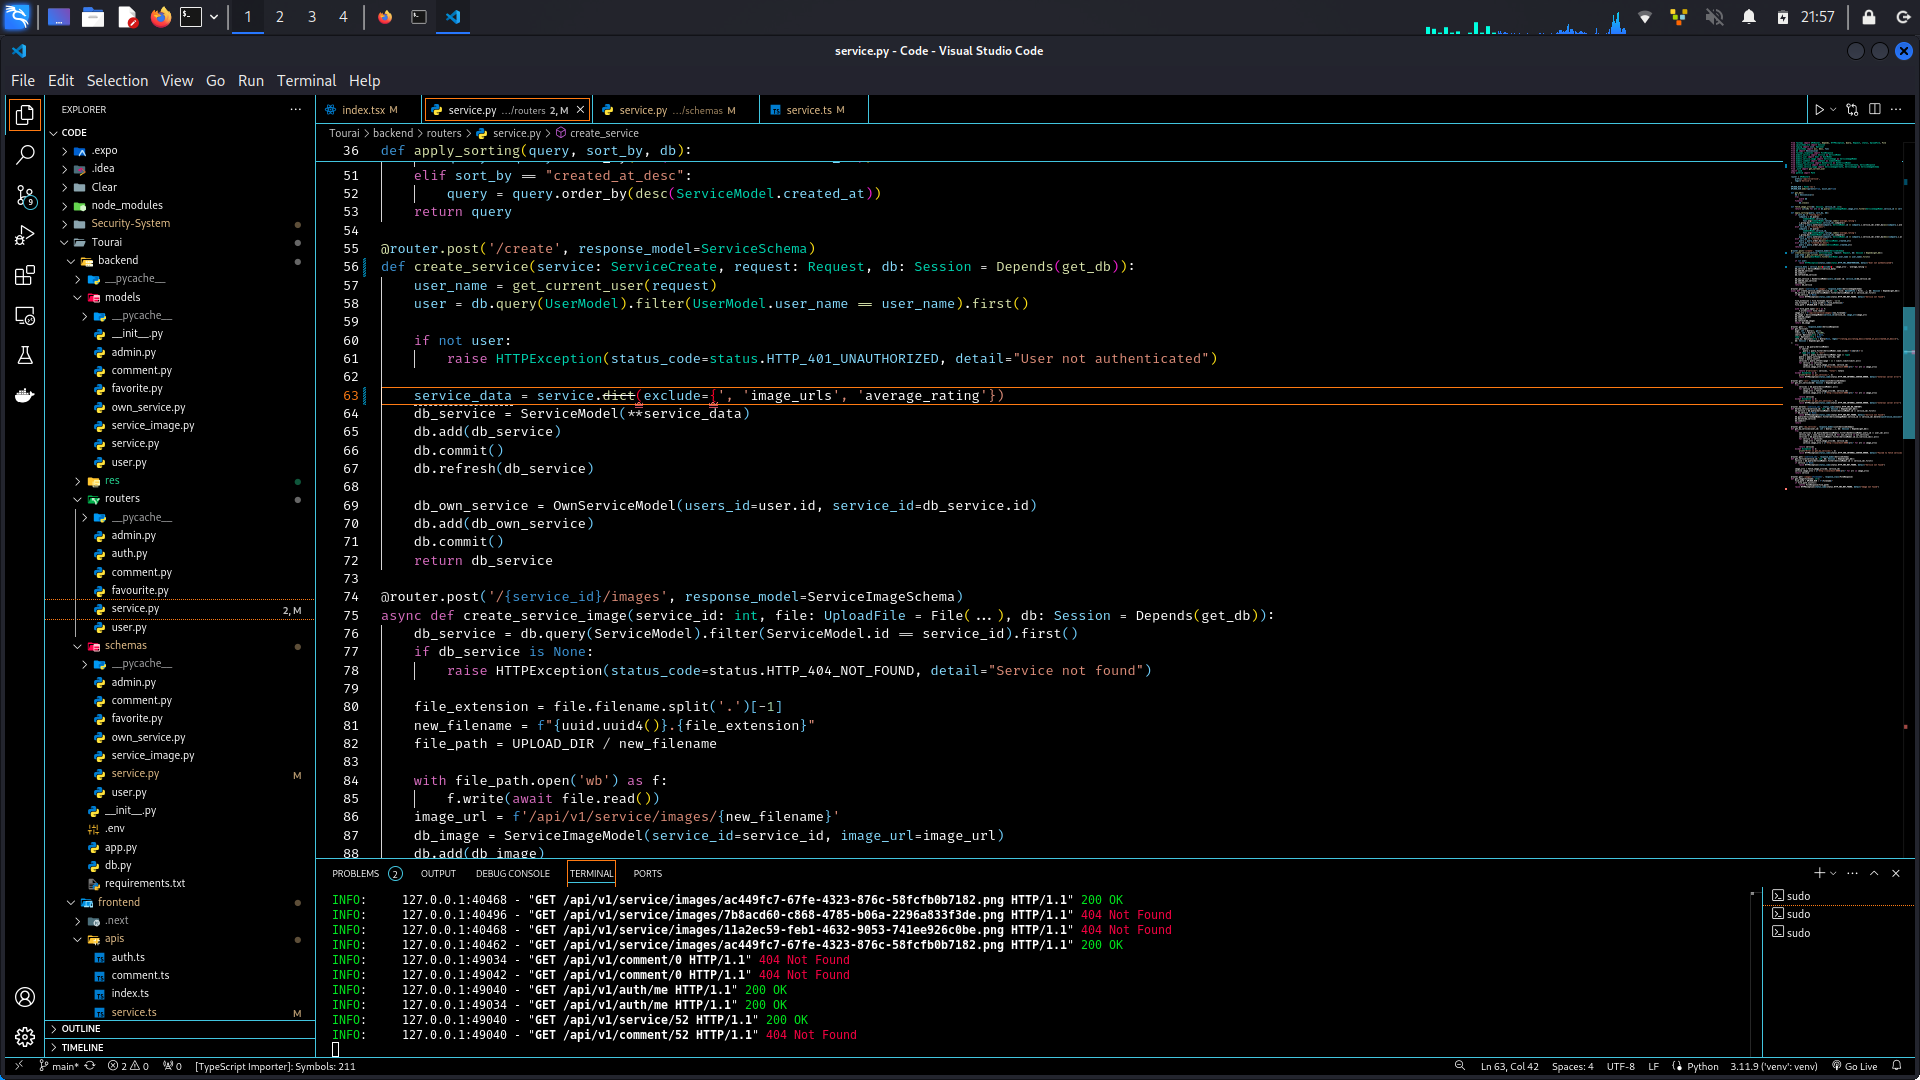 1 2 3 4 21:57
service.py - Code - Visual Studio Code
File Edit Selection View Go Run Terminal Help
EXPLORER
CODE
.expo
.idea
Clear
node_modules
Security-System
Tourai
backend
__pycache__
models
__pycache__
__init__.py
admin.py
comment.py
favorite.py
own_service.py
service_image.py
service.py
user.py
res
routers
__pycache__
admin.py
auth.py
comment.py
favourite.py
service.py 2, M
user.py
schemas
__pycache__
admin.py
comment.py
favorite.py
own_service.py
service_image.py
service.py M
user.py
__init__.py
.env
app.py
db.py
requirements.txt
frontend
.next
apis
auth.ts
comment.ts
index.ts
service.ts M
OUTLINE
TIMELINE
index.tsx M service.py .../routers 2, M service.py .../schemas M service.ts M
Tourai > backend > routers > service.py > create_service
36 def apply_sorting(query, sort_by, db):
51 elif sort_by == "created_at_desc":
52 query = query.order_by(desc(ServiceModel.created_at))
53 return query
54
55 @router.post('/create', response_model=ServiceSchema)
56 def create_service(service: ServiceCreate, request: Request, db: Session = Depends(get_db)):
57 user_name = get_current_user(request)
58 user = db.query(UserModel).filter(UserModel.user_name == user_name).first()
59
60 if not user:
61 raise HTTPException(status_code=status.HTTP_401_UNAUTHORIZED, detail="User not authenticated")
62
63 service_data = service.dict(exclude={', 'image_urls', 'average_rating'})
64 db_service = ServiceModel(**service_data)
65 db.add(db_service)
66 db.commit()
67 db.refresh(db_service)
68
69 db_own_service = OwnServiceModel(users_id=user.id, service_id=db_service.id)
70 db.add(db_own_service)
71 db.commit()
72 return db_service
73
74 @router.post('/{service_id}/images', response_model=ServiceImageSchema)
75 async def create_service_image(service_id: int, file: UploadFile = File(...), db: Session = Depends(get_db)):
76 db_service = db.query(ServiceModel).filter(ServiceModel.id == service_id).first()
77 if db_service is None:
78 raise HTTPException(status_code=status.HTTP_404_NOT_FOUND, detail="Service not found")
79
80 file_extension = file.filename.split('.')[-1]
81 new_filename = f"{uuid.uuid4()}.{file_extension}"
82 file_path = UPLOAD_DIR / new_filename
83
84 with file_path.open('wb') as f:
85 f.write(await file.read())
86 image_url = f'/api/v1/service/images/{new_filename}'
87 db_image = ServiceImageModel(service_id=service_id, image_url=image_url)
88 db.add(db_image)
PROBLEMS 2 OUTPUT DEBUG CONSOLE TERMINAL PORTS
INFO: 127.0.0.1:40468 - "GET /api/v1/service/images/ac449fc7-67fe-4323-876c-58fcfb0b7182.png HTTP/1.1" 200 OK
INFO: 127.0.0.1:40496 - "GET /api/v1/service/images/7b8acd60-c868-4785-b06a-2296a833f3de.png HTTP/1.1" 404 Not Found
INFO: 127.0.0.1:40468 - "GET /api/v1/service/images/11a2ec59-feb1-4632-9053-741ee926c0be.png HTTP/1.1" 404 Not Found
INFO: 127.0.0.1:40462 - "GET /api/v1/service/images/ac449fc7-67fe-4323-876c-58fcfb0b7182.png HTTP/1.1" 200 OK
INFO: 127.0.0.1:49034 - "GET /api/v1/comment/0 HTTP/1.1" 404 Not Found
INFO: 127.0.0.1:49042 - "GET /api/v1/comment/0 HTTP/1.1" 404 Not Found
INFO: 127.0.0.1:49040 - "GET /api/v1/auth/me HTTP/1.1" 200 OK
INFO: 127.0.0.1:49034 - "GET /api/v1/auth/me HTTP/1.1" 200 OK
INFO: 127.0.0.1:49040 - "GET /api/v1/service/52 HTTP/1.1" 200 OK
INFO: 127.0.0.1:49040 - "GET /api/v1/comment/52 HTTP/1.1" 404 Not Found
sudo
sudo
sudo
9
main* 2 0 0 [TypeScript Importer]: Symbols: 211 Ln 63, Col 42 Spaces: 4 UTF-8 LF Python 3.11.9 ('venv': venv) Go Live